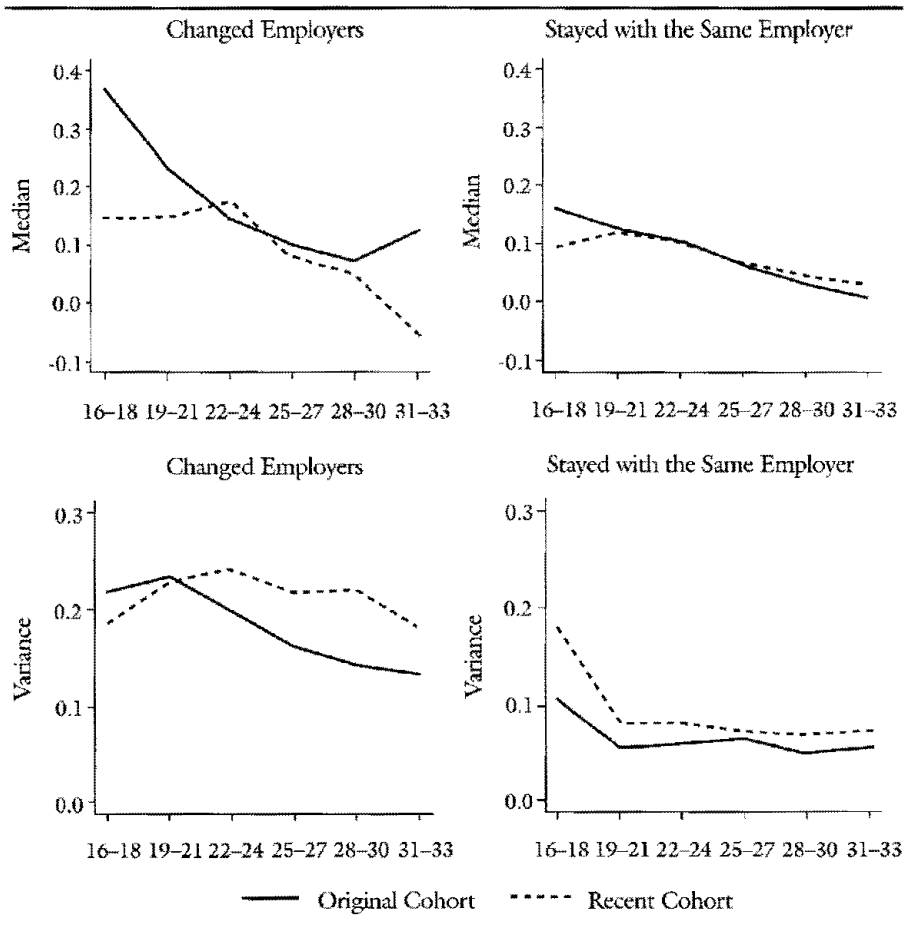 Changed Employers
0.4
0.3
0.2
0.1
0.0
-0.1
Median
16–18 19–21 22–24 25–27 28–30 31–33
Stayed with the Same Employer
0.4
0.3
0.2
0.1
0.0
-0.1
Median
16–18 19–21 22–24 25–27 28–30 31–33
Changed Employers
0.3
0.2
0.1
0.0
Variance
16–18 19–21 22–24 25–27 28–30 31–33
Stayed with the Same Employer
0.3
0.2
0.1
0.0
Variance
16–18 19–21 22–24 25–27 28–30 31–33
Original Cohort Recent Cohort